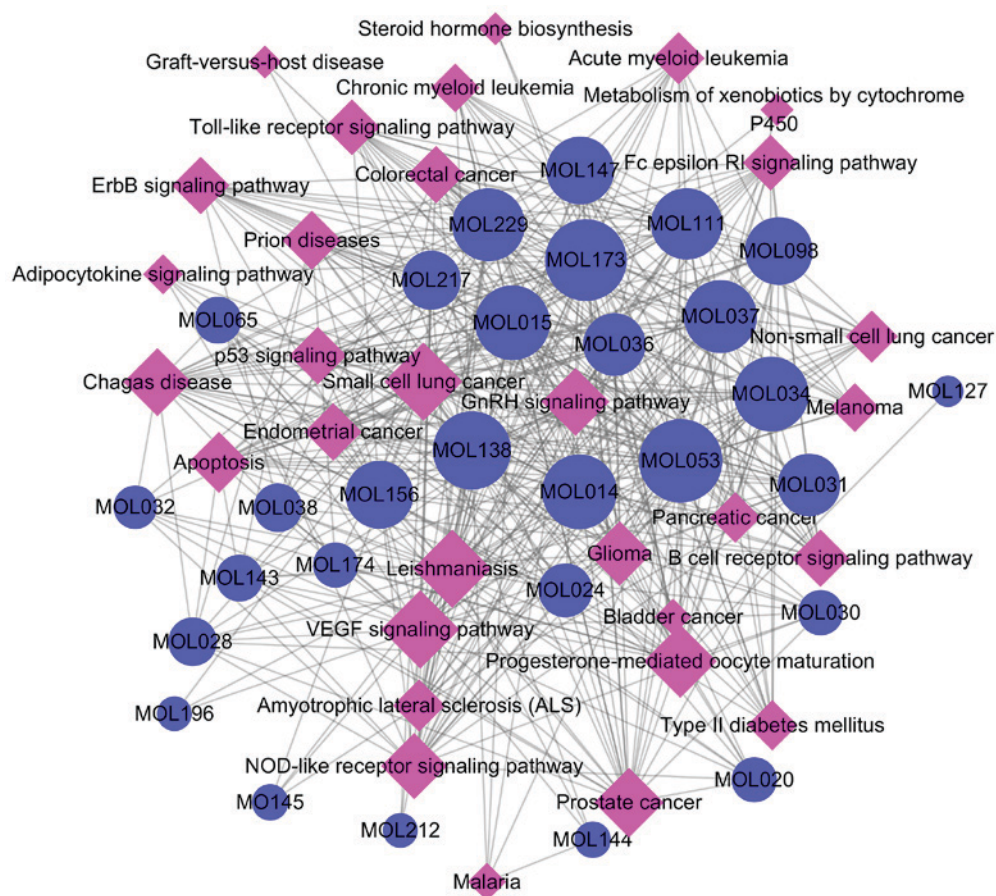 Steroid hormone biosynthesis
Graft-versus-host disease
Acute myeloid leukemia
Chronic myeloid leukemia
Metabolism of xenobiotics by cytochrome
P450
Toll-like receptor signaling pathway
MOL147
Fc epsilon RI signaling pathway
Colorectal cancer
ErbB signaling pathway
MOL229
MOL111
Prion diseases
MOL173
MOL098
Adipocytokine signaling pathway
MOL217
MOL065
MOL015
MOL037
MOL036
Non-small cell lung cancer
p53 signaling pathway
Chagas disease
Small cell lung cancer
MOL127
GnRH signaling pathway
MOL034
Melanoma
Endometrial cancer
MOL138
Apoptosis
MOL053
MOL156
MOL014
MOL031
MOL032
MOL038
Pancreatic cancer
Glioma
B cell receptor signaling pathway
MOL174
Leishmaniasis
MOL143
MOL024
MOL030
Bladder cancer
VEGF signaling pathway
MOL028
Progesterone-mediated oocyte maturation
Amyotrophic lateral sclerosis (ALS)
MOL196
Type II diabetes mellitus
NOD-like receptor signaling pathway
MOL020
MO145
Prostate cancer
MOL212
MOL144
Malaria